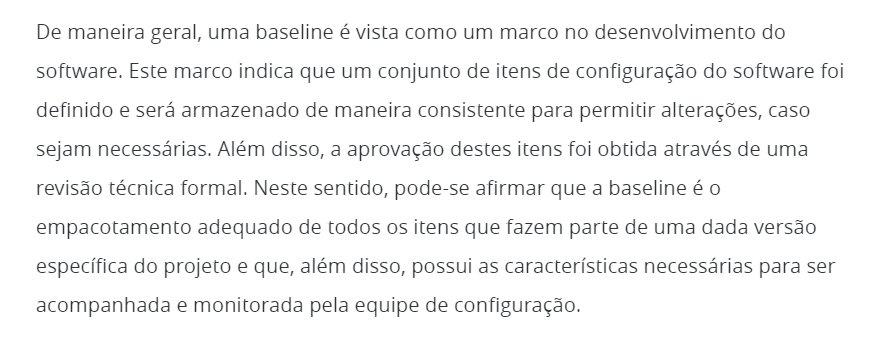 De maneira geral, uma baseline é vista como um marco no desenvolvimento do
software. Este marco indica que um conjunto de itens de configuração do software foi
definido e será armazenado de maneira consistente para permitir alterações, caso
sejam necessárias. Além disso, a aprovação destes itens foi obtida através de uma
revisão técnica formal. Neste sentido, pode-se afirmar que a baseline é o
empacotamento adequado de todos os itens que fazem parte de uma dada versão
específica do projeto e que, além disso, possui as características necessárias para ser
acompanhada e monitorada pela equipe de configuração.